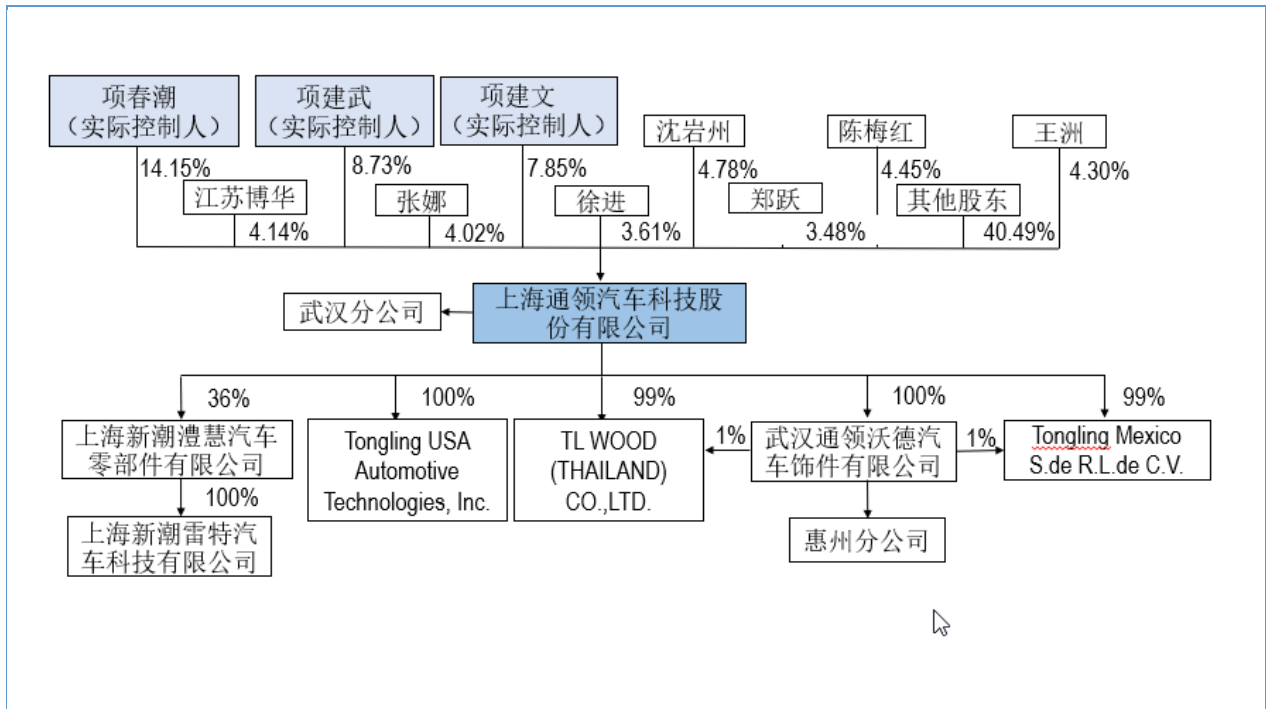 项春潮
（实际控制人）
项建武
（实际控制人）
项建文
（实际控制人）
沈岩州
陈梅红
王洲
14.15%
8.73%
7.85%
4.78%
4.45%
4.30%
江苏博华
张娜
徐进
郑跃
其他股东
4.14%
4.02%
3.61%
3.48%
40.49%
武汉分公司
上海通领汽车科技股
份有限公司
36%
100%
99%
100%
99%
上海新潮澧慧汽车
零部件有限公司
Tongling USA
Automotive
Technologies, Inc.
TL WOOD
(THAILAND)
CO.,LTD.
1%
武汉通领沃德汽
车饰件有限公司
1%
Tongling Mexico
S.de R.L.de C.V.
100%
上海新潮雷特汽
车科技有限公司
惠州分公司